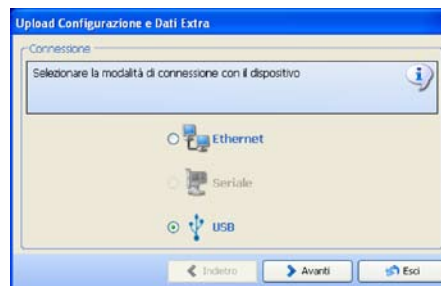 Upload Configurazione e Dati Extra
Connessione
Selezionare la modalità di connessione con il dispositivo
Ethernet
Seriale
USB
Indietro
Avanti
Esci